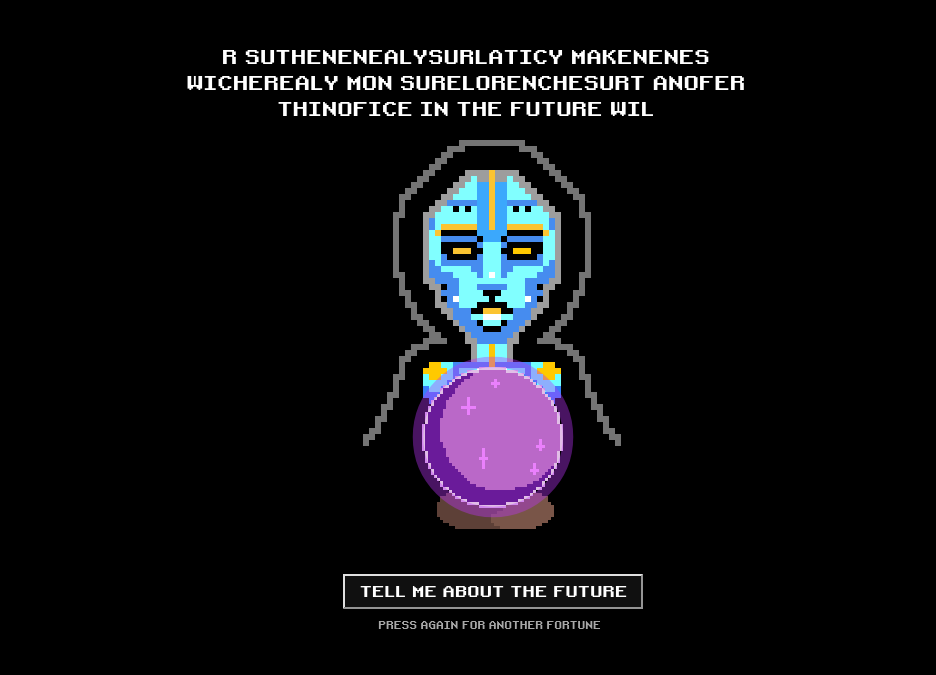 R SUTHENENEALYSURLATICY MAKENENES
WICHEREALY MON SURELORENCHESURT ANOFER
THINOFICE IN THE FUTURE WIL
TELL ME ABOUT THE FUTURE
PRESS AGAIN FOR ANOTHER FORTUNE